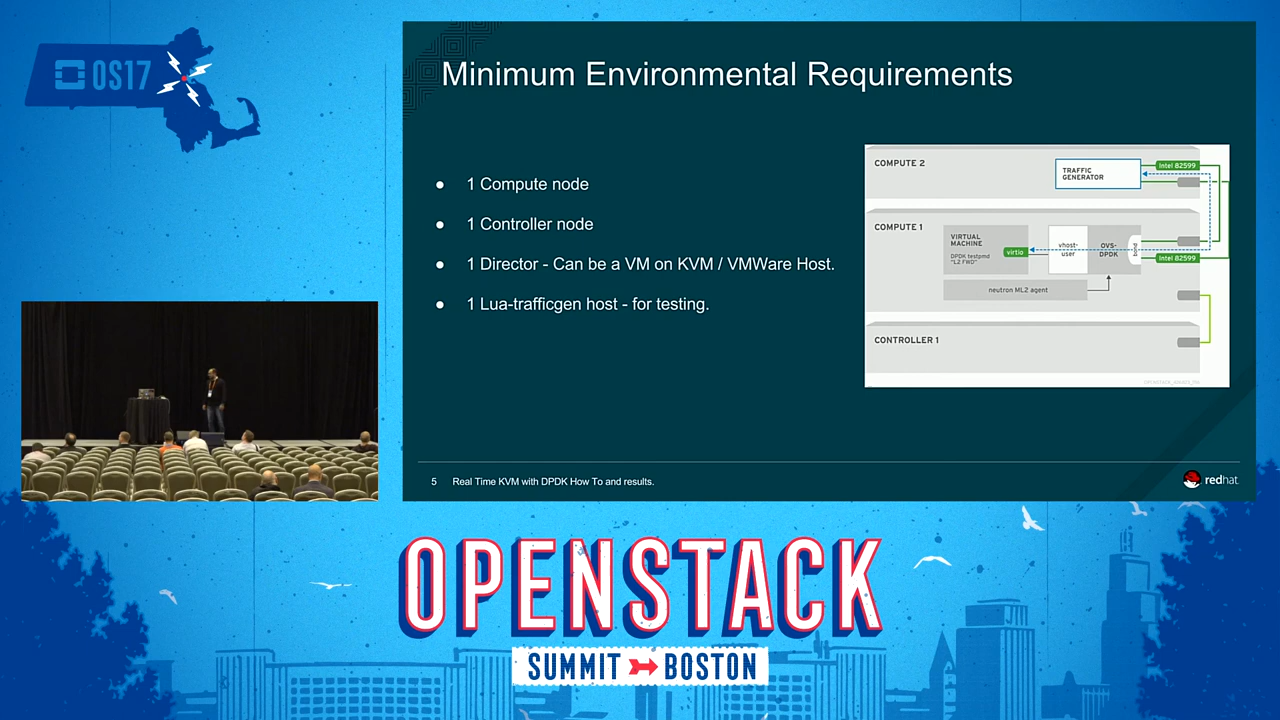 OS17
Minimum Environmental Requirements
● 1 Compute node
● 1 Controller node
● 1 Director - Can be a VM on KVM / VMWare Host.
● 1 Lua-trafficgen host - for testing.
COMPUTE 2
TRAFFIC
GENERATOR
Intel 82599
COMPUTE 1
VIRTUAL
MACHINE
DPDK testpmd
"L2 FWD"
virtio
vhost-
user
OVS-
DPDK
bond
Intel 82599
neutron ML2 agent
CONTROLLER 1
5 Real Time KVM with DPDK How To and results.
redhat.
OPENSTACK
SUMMIT BOSTON